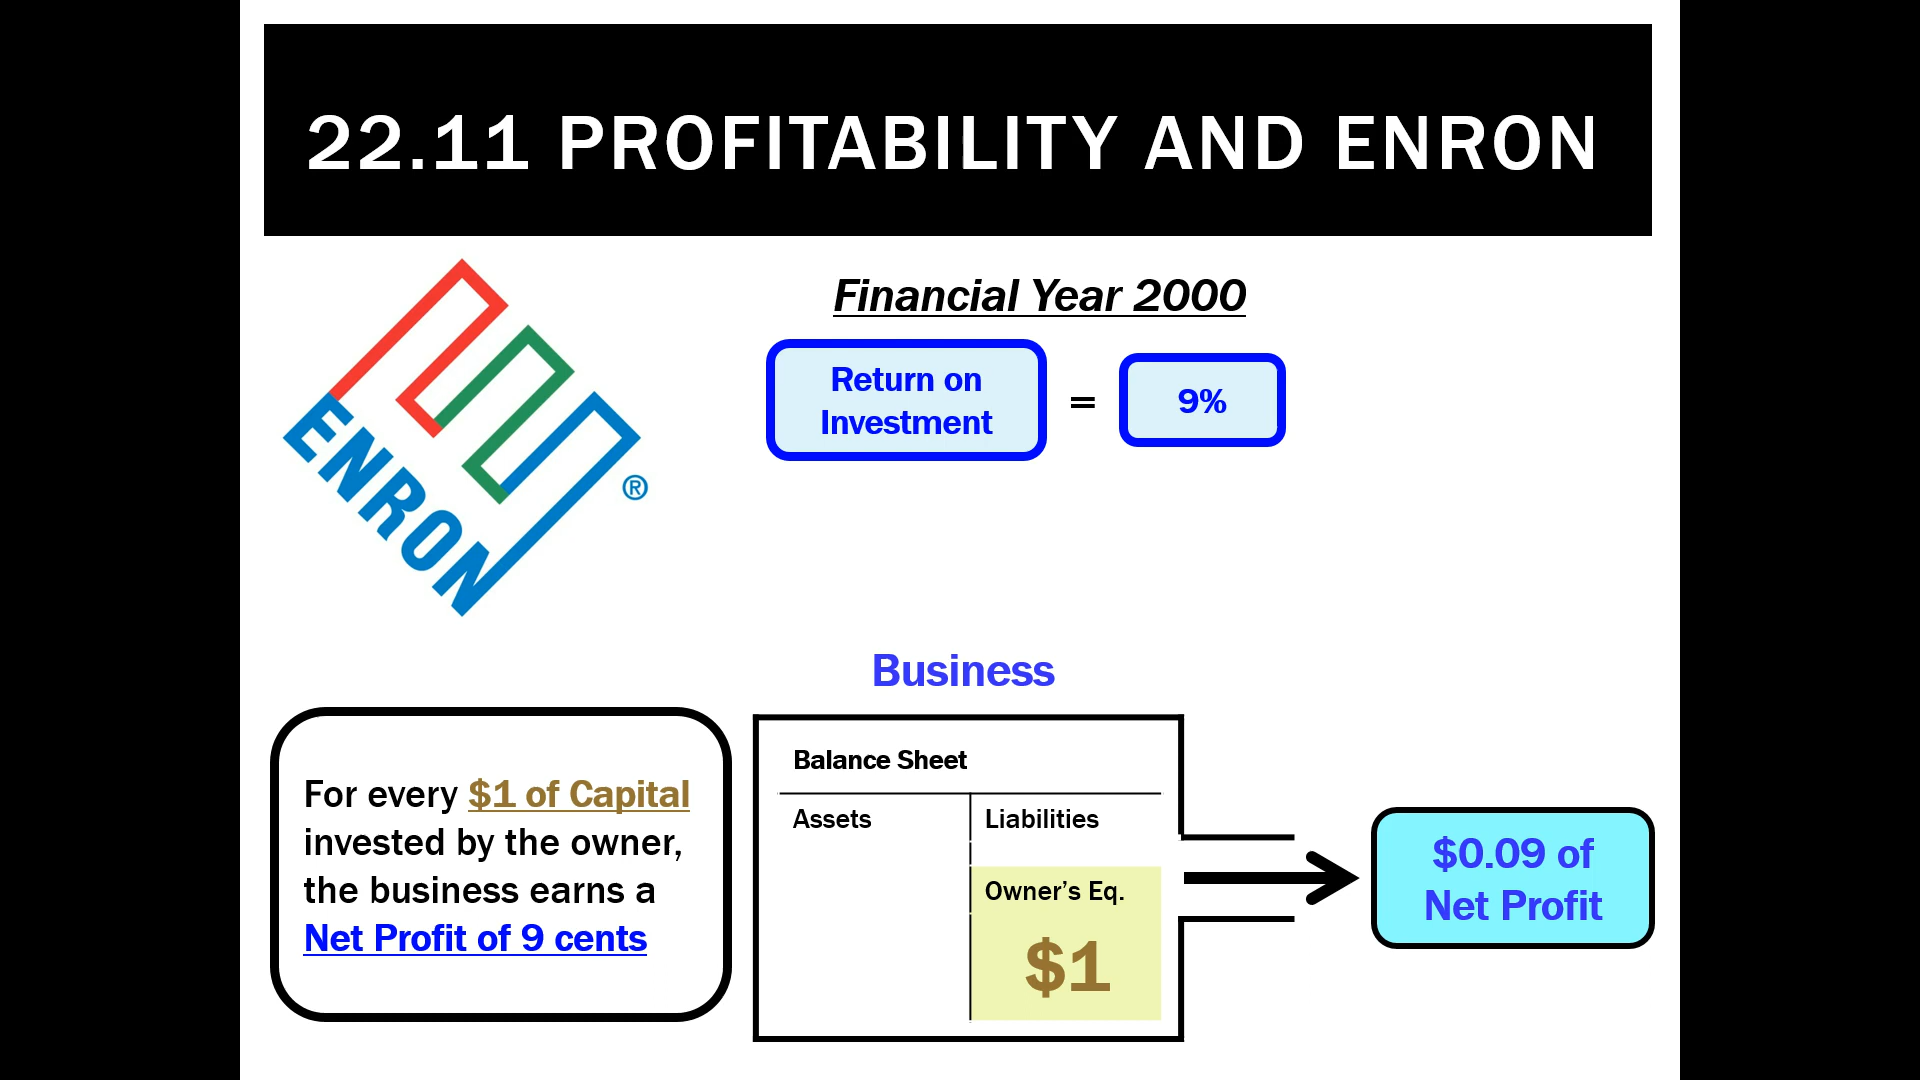 22.11 PROFITABILITY AND ENRON
ENRON
®
Financial Year 2000
Return on
Investment
=
9%
Business
For every $1 of Capital
invested by the owner,
the business earns a
Net Profit of 9 cents
Balance Sheet
Assets
Liabilities
Owner’s Eq.
$1
$0.09 of
Net Profit